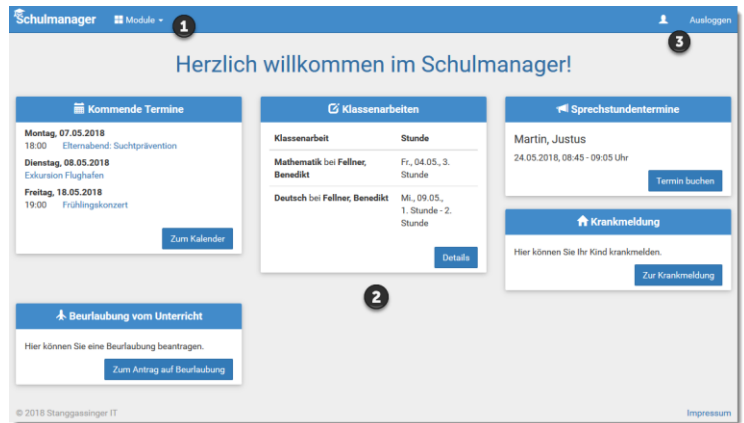 Schulmanager
Module
1
Ausloggen
3
Herzlich willkommen im Schulmanager!
Kommende Termine
Montag, 07.05.2018
18:00 Elternabend: Suchtprävention
Dienstag, 08.05.2018
Exkursion Flughafen
Freitag, 18.05.2018
19:00 Frühlingskonzert
Zum Kalender
Klassenarbeiten
Klassenarbeit Stunde
Mathematik bei Fellner, Fr., 04.05., 3.
Benedikt Stunde
Deutsch bei Fellner, Benedikt Mi., 09.05.,
1. Stunde - 2.
Stunde
Details
Sprechstundentermine
Martin, Justus
24.05.2018, 08:45 - 09:05 Uhr
Termin buchen
Krankmeldung
Hier können Sie Ihr Kind krankmelden.
Zur Krankmeldung
2
Beurlaubung vom Unterricht
Hier können Sie eine Beurlaubung beantragen.
Zum Antrag auf Beurlaubung
© 2018 Stanggassinger IT
Impressum